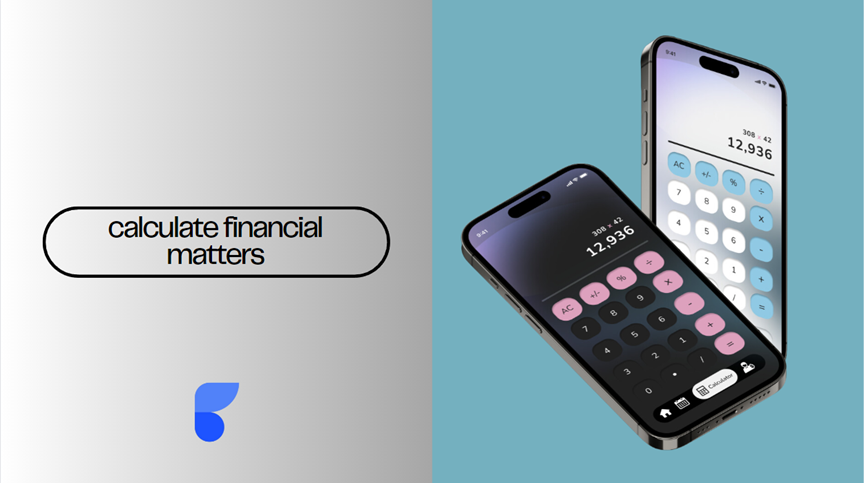 calculate financial
matters
9:41
308 × 42
12,936
AC +/- % ÷
7 8 9 X
4 5 6 -
2 1 +
/ =
9:41
308 × 42
12,936
AC +/- % ÷
7 8 9 X
4 5 6 -
3 2 1 +
0 • / =
Calculator